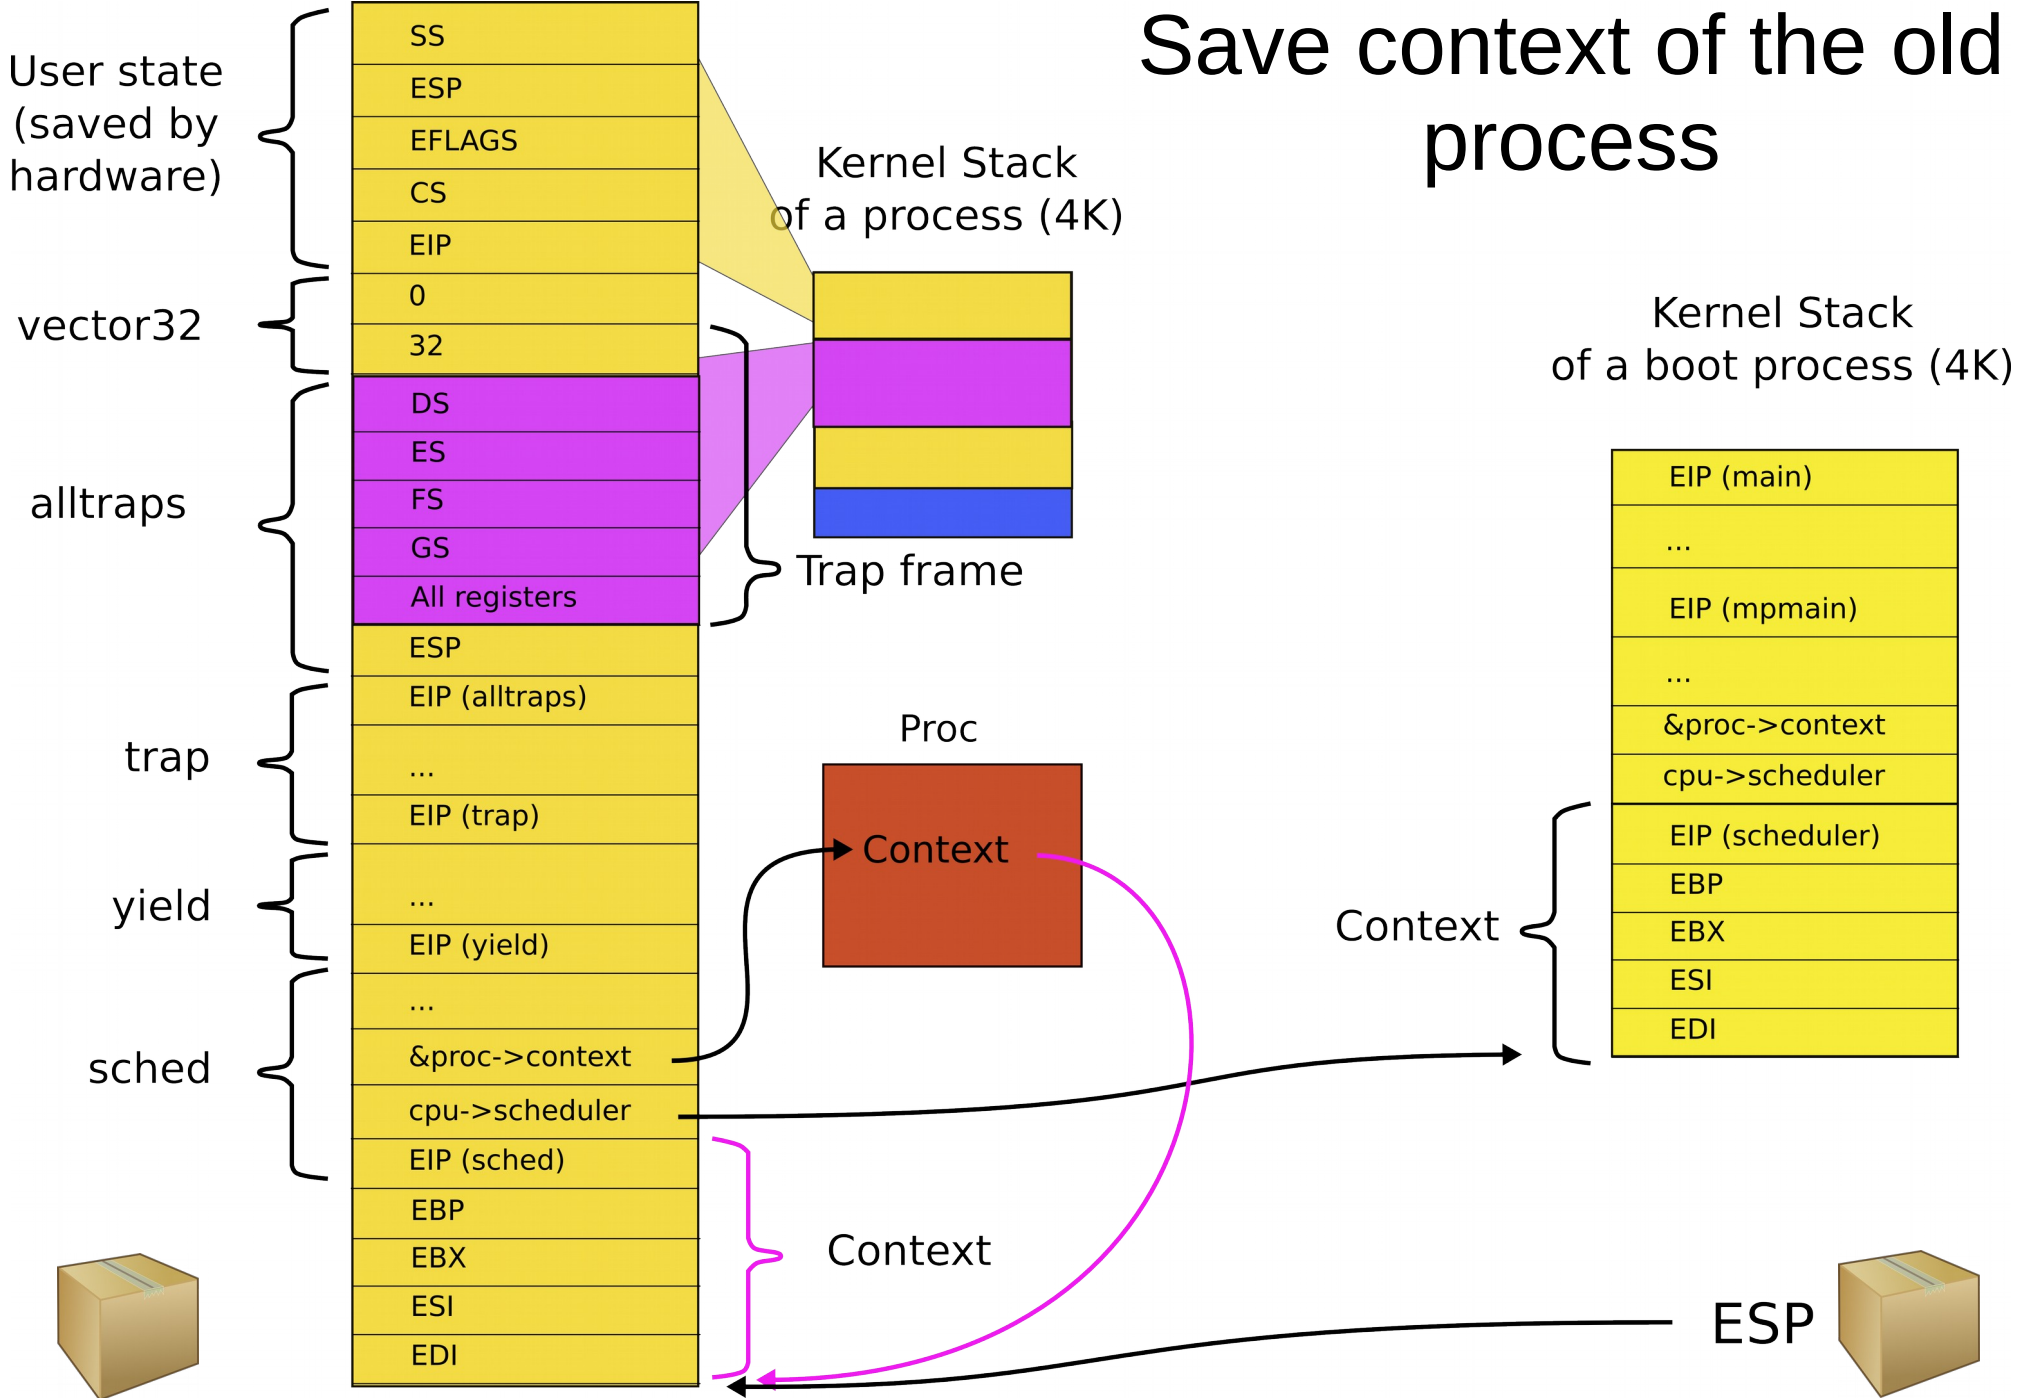 Save context of the old
process
User state
(saved by
hardware)
vector32
alltraps
trap
yield
sched
SS
ESP
EFLAGS
CS
EIP
0
32
DS
ES
FS
GS
All registers
ESP
EIP (alltraps)
...
EIP (trap)
...
EIP (yield)
...
&proc->context
cpu->scheduler
EIP (sched)
EBP
EBX
ESI
EDI
Kernel Stack
of a process (4K)
Trap frame
Proc
Context
Context
Kernel Stack
of a boot process (4K)
EIP (main)
...
EIP (mpmain)
...
&proc->context
cpu->scheduler
EIP (scheduler)
EBP
EBX
ESI
EDI
Context
ESP